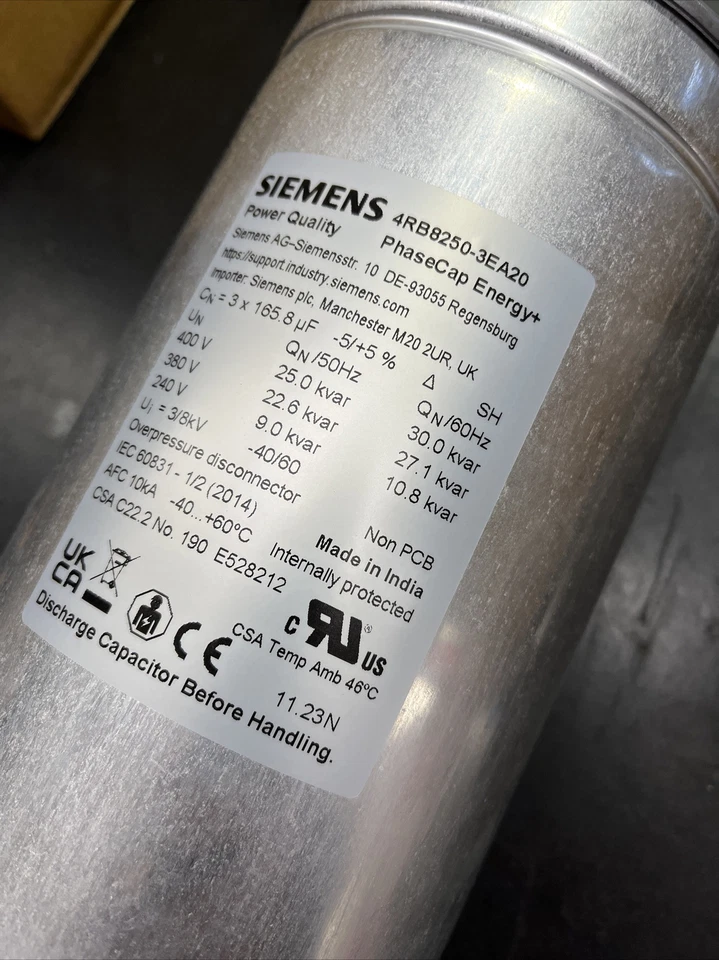 SIEMENS 4RB8250-3EA20
Power Quality PhaseCap Energy+
Siemens AG–Siemensstr. 10 DE-93055 Regensburg
https://support.industry.siemens.com
Importer: Siemens plc, Manchester M20 2UR, UK
CN = 3 x 165.8 µF -5/+5 % Δ SH
UN QN/50Hz QN/60Hz
400 V 25.0 kvar 30.0 kvar
380 V 22.6 kvar 27.1 kvar
240 V 9.0 kvar 10.8 kvar
Ui = 3/8kV -40/60
Overpressure disconnector Non PCB
IEC 60831 - 1/2 (2014) Made in India
AFC 10kA -40...+60ºC Internally protected
CSA C22.2 No. 190 E528212
UK
CA
CE
c RU ® US
CSA Temp Amb 46ºC
11.23N
Discharge Capacitor Before Handling.